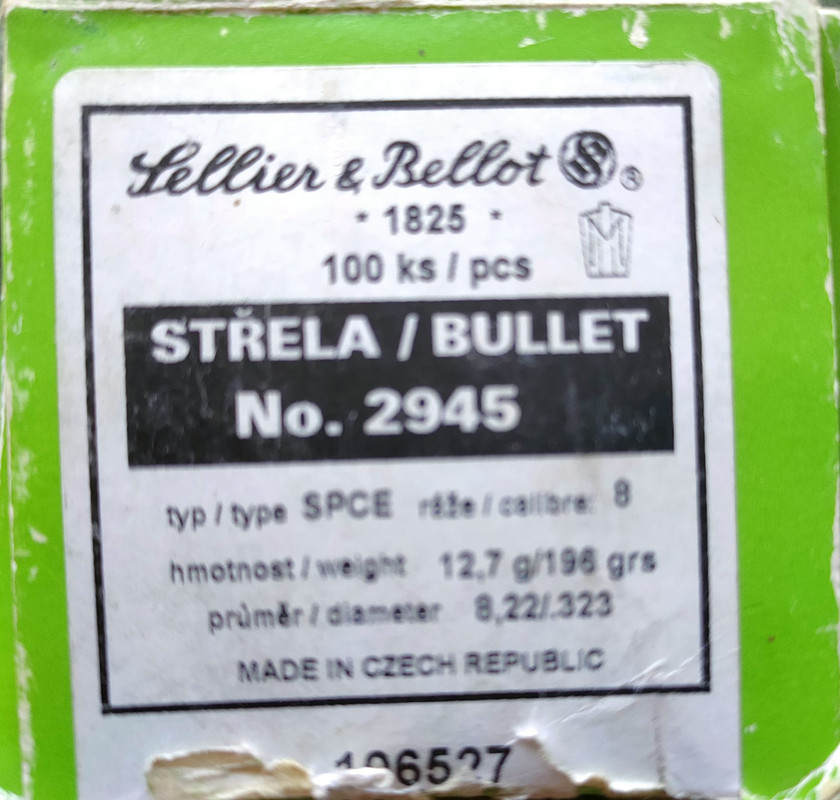 Sellier & Bellot ®
* 1825 *
100 ks / pcs
STŘELA / BULLET
No. 2945
typ / type SPCE ráže / calibre: 8
hmotnost / weight 12,7 g/196 grs
průměr / diameter 8,22/.323
MADE IN CZECH REPUBLIC